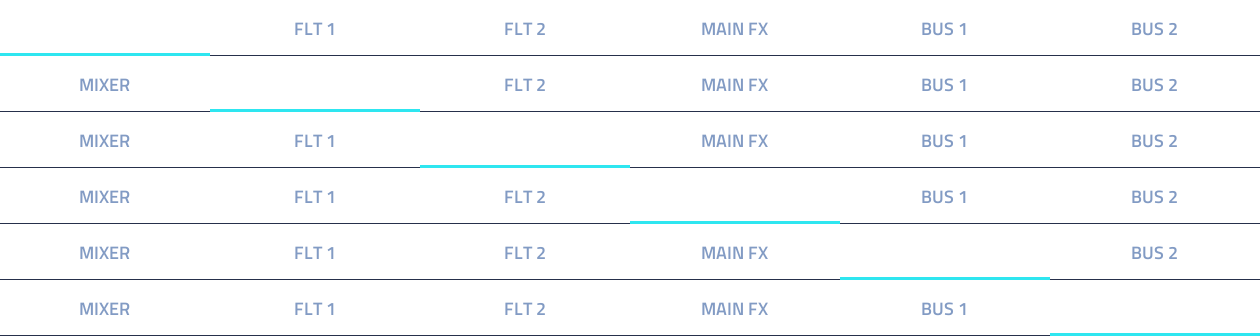 FLT 1 FLT 2 MAIN FX BUS 1 BUS 2
MIXER FLT 2 MAIN FX BUS 1 BUS 2
MIXER FLT 1 MAIN FX BUS 1 BUS 2
MIXER FLT 1 FLT 2 BUS 1 BUS 2
MIXER FLT 1 FLT 2 MAIN FX BUS 2
MIXER FLT 1 FLT 2 MAIN FX BUS 1